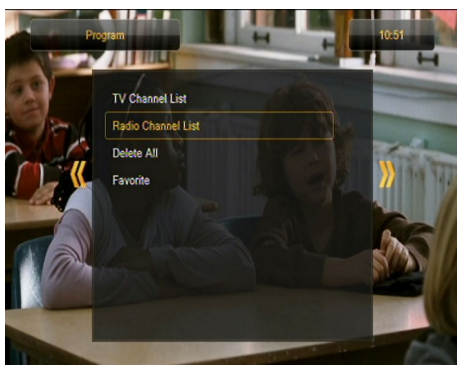 Program
10:51
TV Channel List
Radio Channel List
Delete All
Favorite